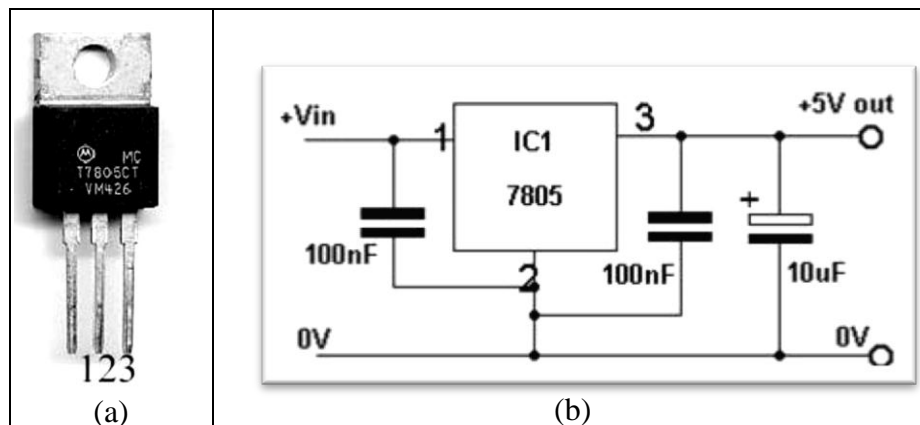 MC
T7805CT
VM426
123
(a)
+Vin
1
IC1
7805
3
+5V out
100nF
2
100nF
+
10uF
0V
0V
(b)